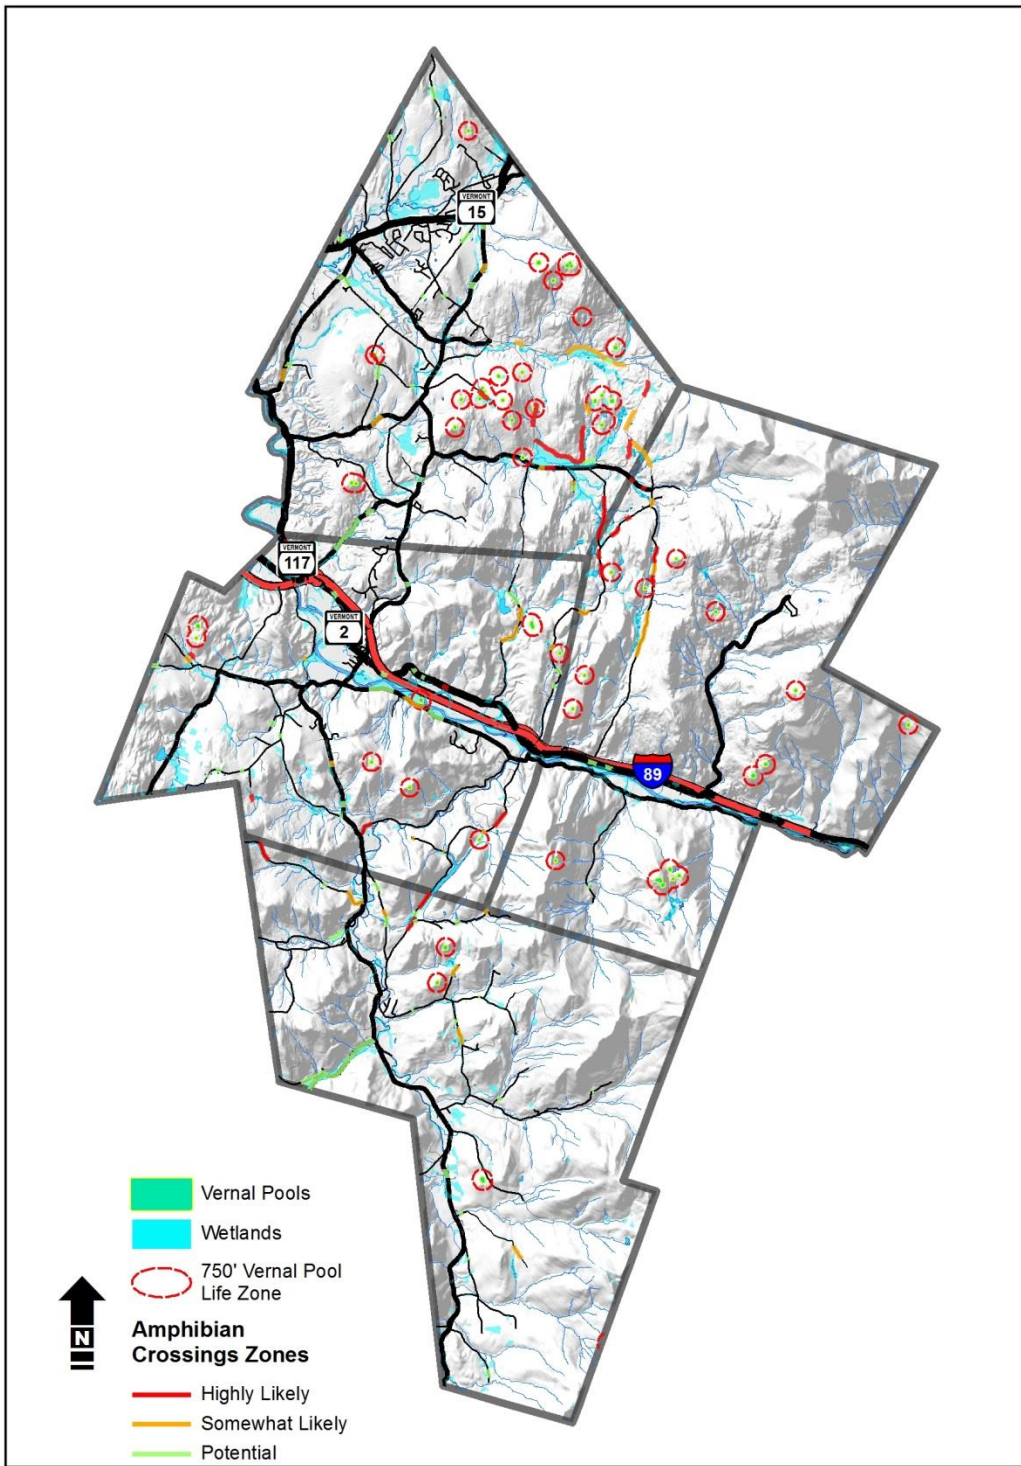 VERMONT
15
VERMONT
117
VERMONT
2
89
Vernal Pools
Wetlands
750' Vernal Pool
Life Zone
N
Amphibian
Crossings Zones
Highly Likely
Somewhat Likely
Potential